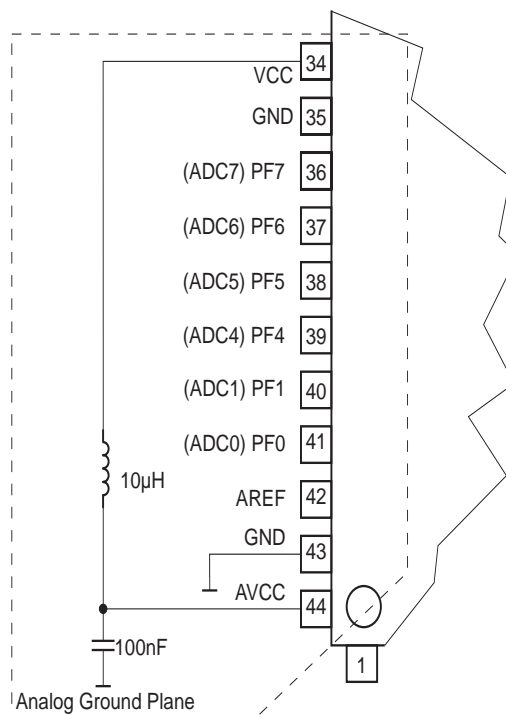 VCC 34
GND 35
(ADC7) PF7 36
(ADC6) PF6 37
(ADC5) PF5 38
(ADC4) PF4 39
(ADC1) PF1 40
(ADC0) PF0 41
10µH
AREF 42
GND 43
AVCC 44
100nF
1
Analog Ground Plane